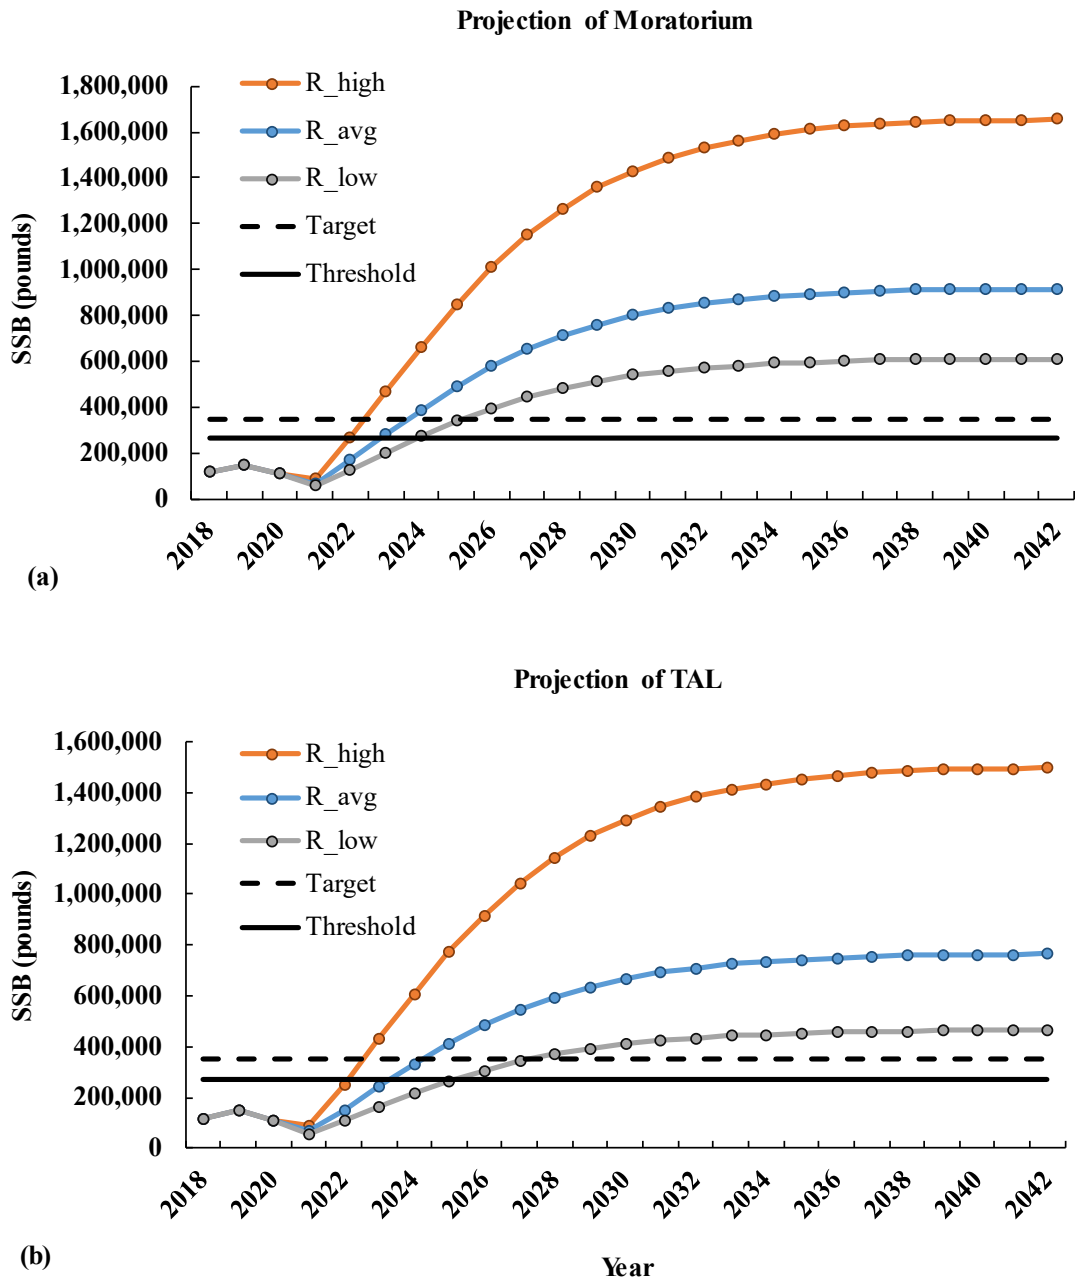 Projection of Moratorium
SSB (pounds)
1,800,000
1,600,000
1,400,000
1,200,000
1,000,000
800,000
600,000
400,000
200,000
0
R_high
R_avg
R_low
Target
Threshold
2018 2020 2022 2024 2026 2028 2030 2032 2034 2036 2038 2040 2042
(a)
Projection of TAL
SSB (pounds)
1,600,000
1,400,000
1,200,000
1,000,000
800,000
600,000
400,000
200,000
0
R_high
R_avg
R_low
Target
Threshold
2018 2020 2022 2024 2026 2028 2030 2032 2034 2036 2038 2040 2042
(b)
Year